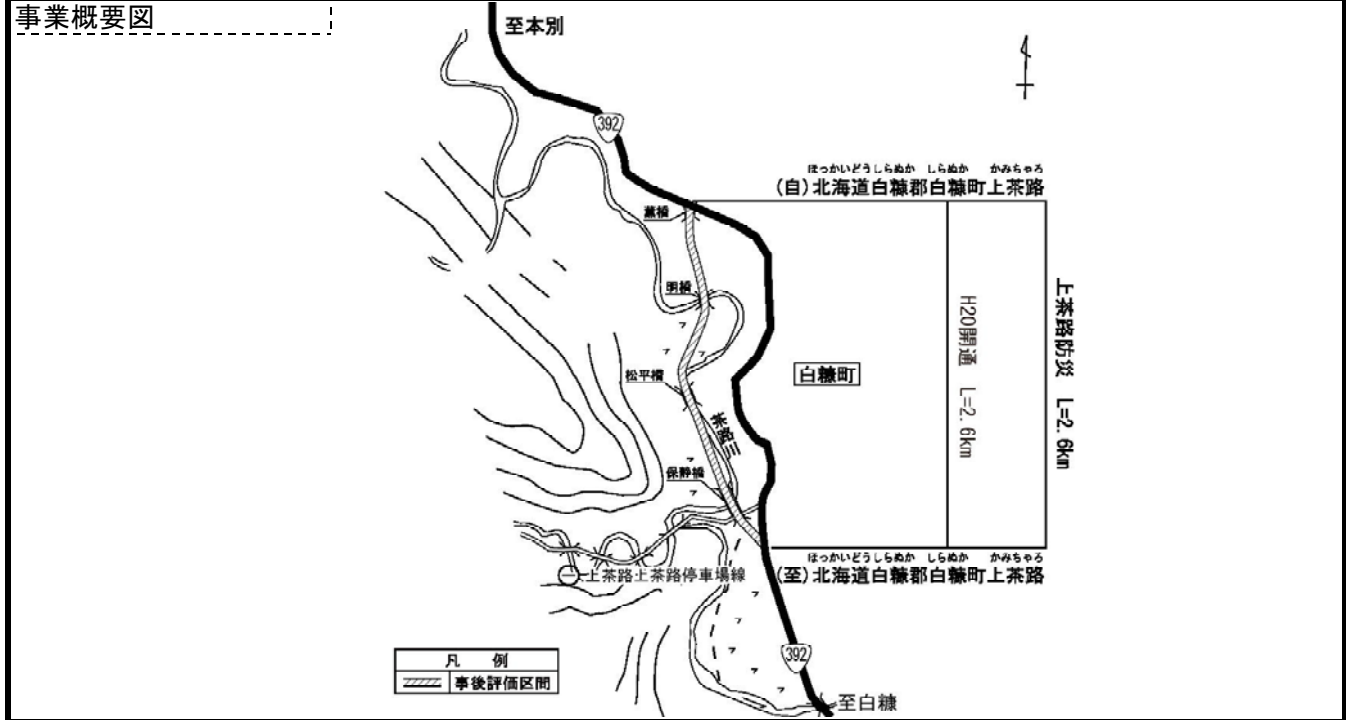 事業概要図
至本別
392
ほっかいどうしらぬか しらぬか かみちゃろ
(自)北海道白糠郡白糠町上茶路
薫橋
明橋
上茶路防災 L=2.6km
H20開通 L=2.6km
白糠町
松平橋
茶路川
保静橋
ほっかいどうしらぬか しらぬか かみちゃろ
(至)北海道白糠郡白糠町上茶路
上茶路上茶路停車場線
392
凡 例
事後評価区間
至白糠